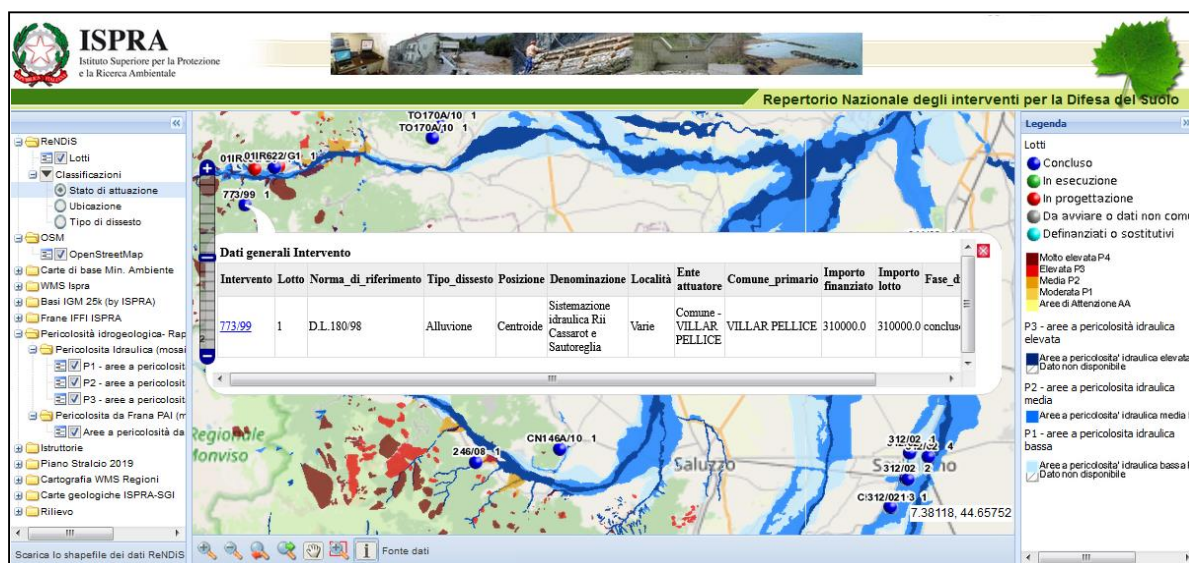 ISPRA
Istituto Superiore per la Protezione
e la Ricerca Ambientale
Repertorio Nazionale degli interventi per la Difesa del Suolo
ReNDiS
Lotti
Classificazioni
Stato di attuazione
Ubicazione
Tipo di dissesto
OSM
OpenStreetMap
Carte di base Min. Ambiente
WMS Ispra
Basi IGM 25k (by ISPRA)
Frane IFFI ISPRA
Pericolosità idrogeologica- Rap
Pericolosita Idraulica (mosai
P1 - aree a pericolosit
P2 - aree a pericolosit
P3 - aree a pericolosit
Pericolosita da Frana PAI (m
Aree a pericolosità da
Istruttorie
Piano Stralcio 2019
Cartografia WMS Regioni
Carte geologiche ISPRA-SGI
Rilievo
Scarica lo shapefile dei dati ReNDiS
TO170A/10 1
TO170A/10 1
01IR622/G1 1
773/99 1
Dati generali Intervento
Intervento Lotto Norma_di_riferimento Tipo_dissesto Posizione Denominazione Località Ente attuatore Comune_primario Importo finanziato Importo lotto Fase_d
773/99 1 D.L.180/98 Alluvione Centroide Sistemazione idraulica Rii Cassarot e Sautoreglia Varie Comune - VILLAR PELLICE VILLAR PELLICE 310000.0 310000.0 conclus
Regionale
Monviso
246/08 1
CN146A/10 1
Saluzzo
312/02 1
312/02 2
7.38118, 44.65752
Fonte dati
Legenda
Lotti
Concluso
In esecuzione
In progettazione
Da avviare o dati non comu
Definanziati o sostitutivi
Molto elevata P4
Elevata P3
Media P2
Moderata P1
Aree di Attenzione AA
P3 - aree a pericolosità idraulica
elevata
Aree a pericolosita' idraulica elevata
Dato non disponibile
P2 - aree a pericolosità idraulica
media
Aree a pericolosita' idraulica media
P1 - aree a pericolosità idraulica
bassa
Aree a pericolosita' idraulica bassa
Dato non disponibile